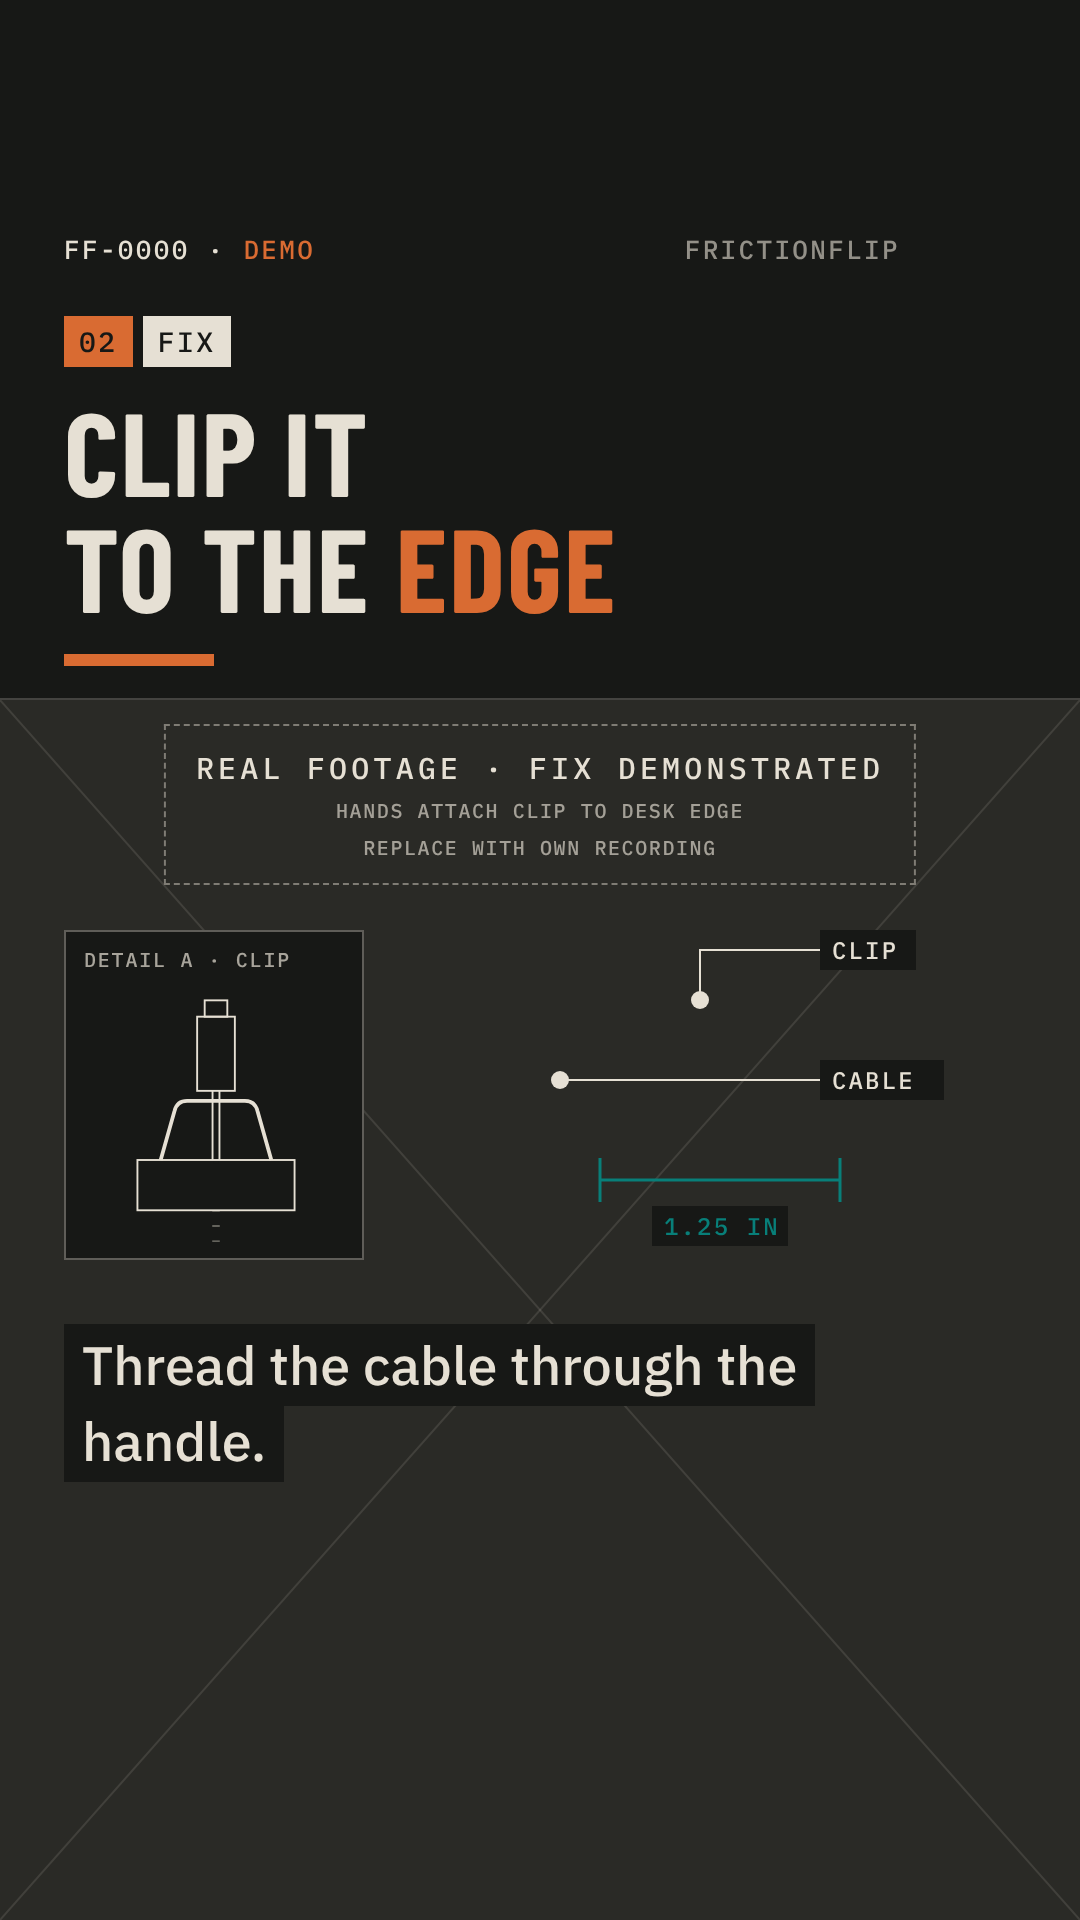 FF-0000 · DEMO
FRICTIONFLIP
02 FIX
CLIP IT
TO THE EDGE
REAL FOOTAGE · FIX DEMONSTRATED
HANDS ATTACH CLIP TO DESK EDGE
REPLACE WITH OWN RECORDING
DETAIL A · CLIP
CLIP
CABLE
1.25 IN
Thread the cable through the
handle.